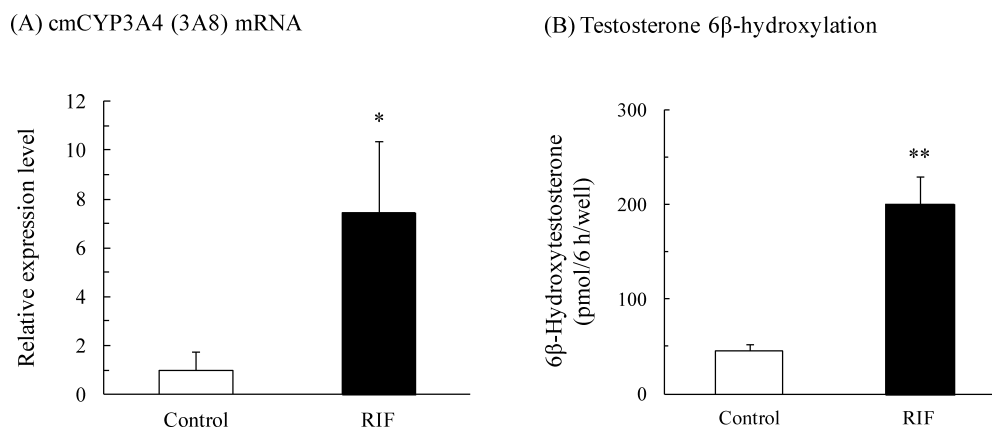 (A) cmCYP3A4 (3A8) mRNA
Relative expression level
12
10
8
6
4
2
0
*
Control
RIF
(B) Testosterone 6β-hydroxylation
6β-Hydroxytestosterone
(pmol/6 h/well)
300
200
100
0
**
Control
RIF